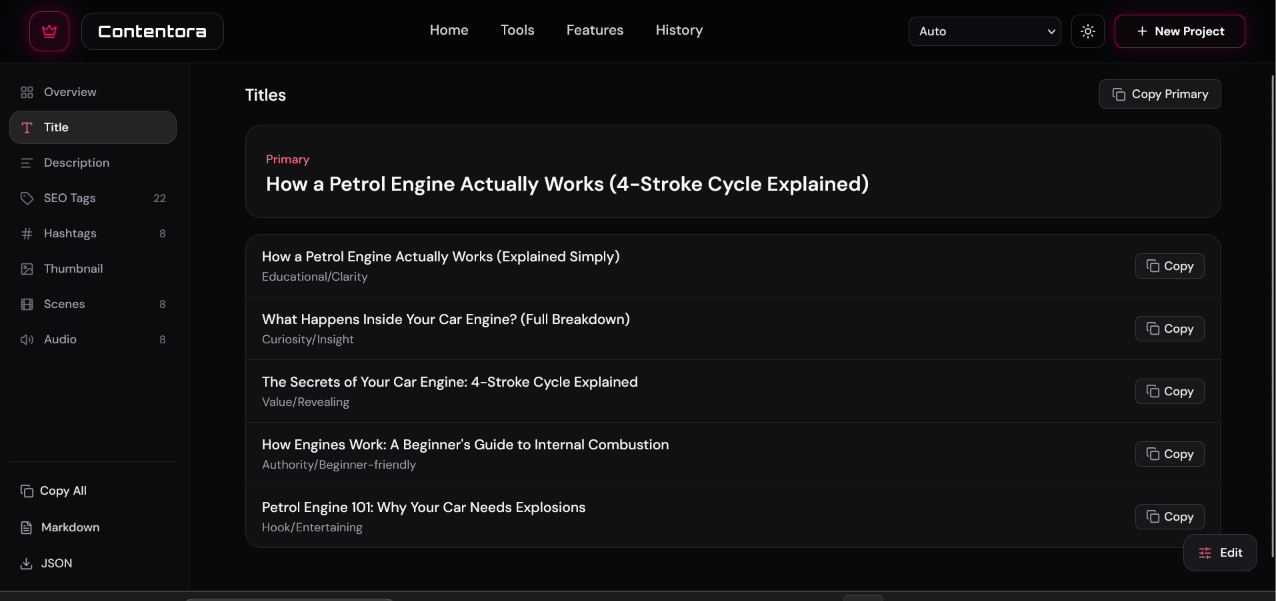 Contentora
Home Tools Features History
Auto
+ New Project
Overview
Title
Description
SEO Tags 22
Hashtags 8
Thumbnail
Scenes 8
Audio 8
Copy All
Markdown
JSON
Titles
Copy Primary
Primary
How a Petrol Engine Actually Works (4-Stroke Cycle Explained)
How a Petrol Engine Actually Works (Explained Simply)
Educational/Clarity
Copy
What Happens Inside Your Car Engine? (Full Breakdown)
Curiosity/Insight
Copy
The Secrets of Your Car Engine: 4-Stroke Cycle Explained
Value/Revealing
Copy
How Engines Work: A Beginner's Guide to Internal Combustion
Authority/Beginner-friendly
Copy
Petrol Engine 101: Why Your Car Needs Explosions
Hook/Entertaining
Copy
Edit